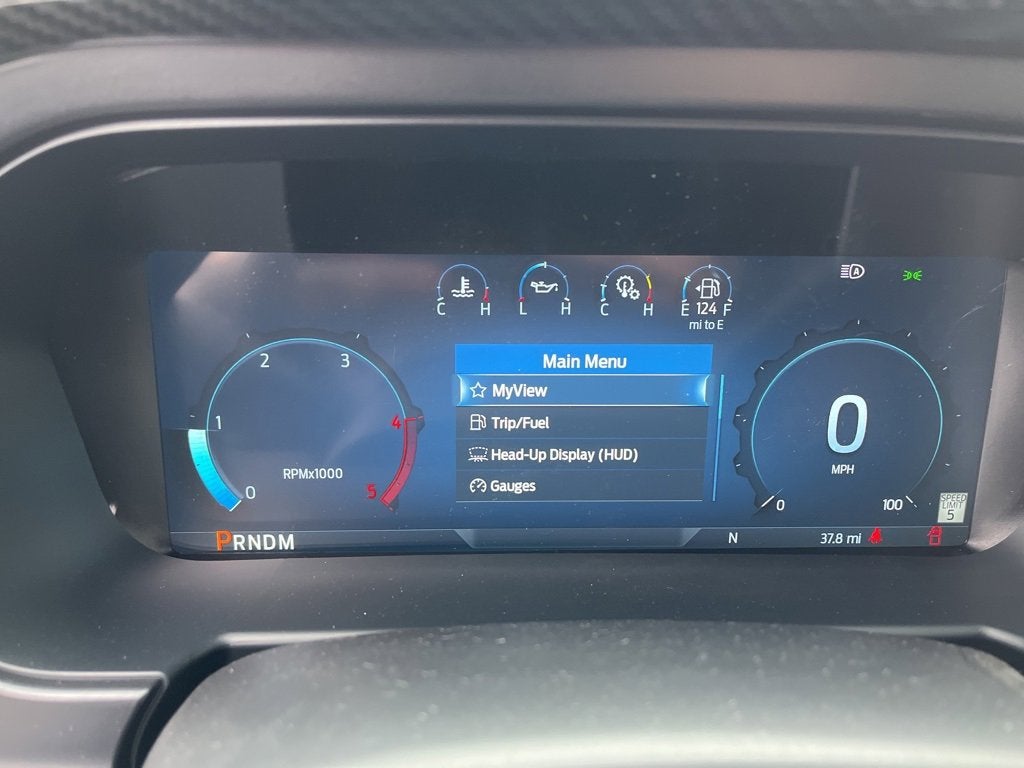 C H
L H
C H
E 124 F
mi to E
A
Main Menu
MyView
Trip/Fuel
Head-Up Display (HUD)
Gauges
0
1
2
3
4
5
RPMx1000
0
MPH
0
100
SPEED
LIMIT
5
PRNDM
N
37.8 mi